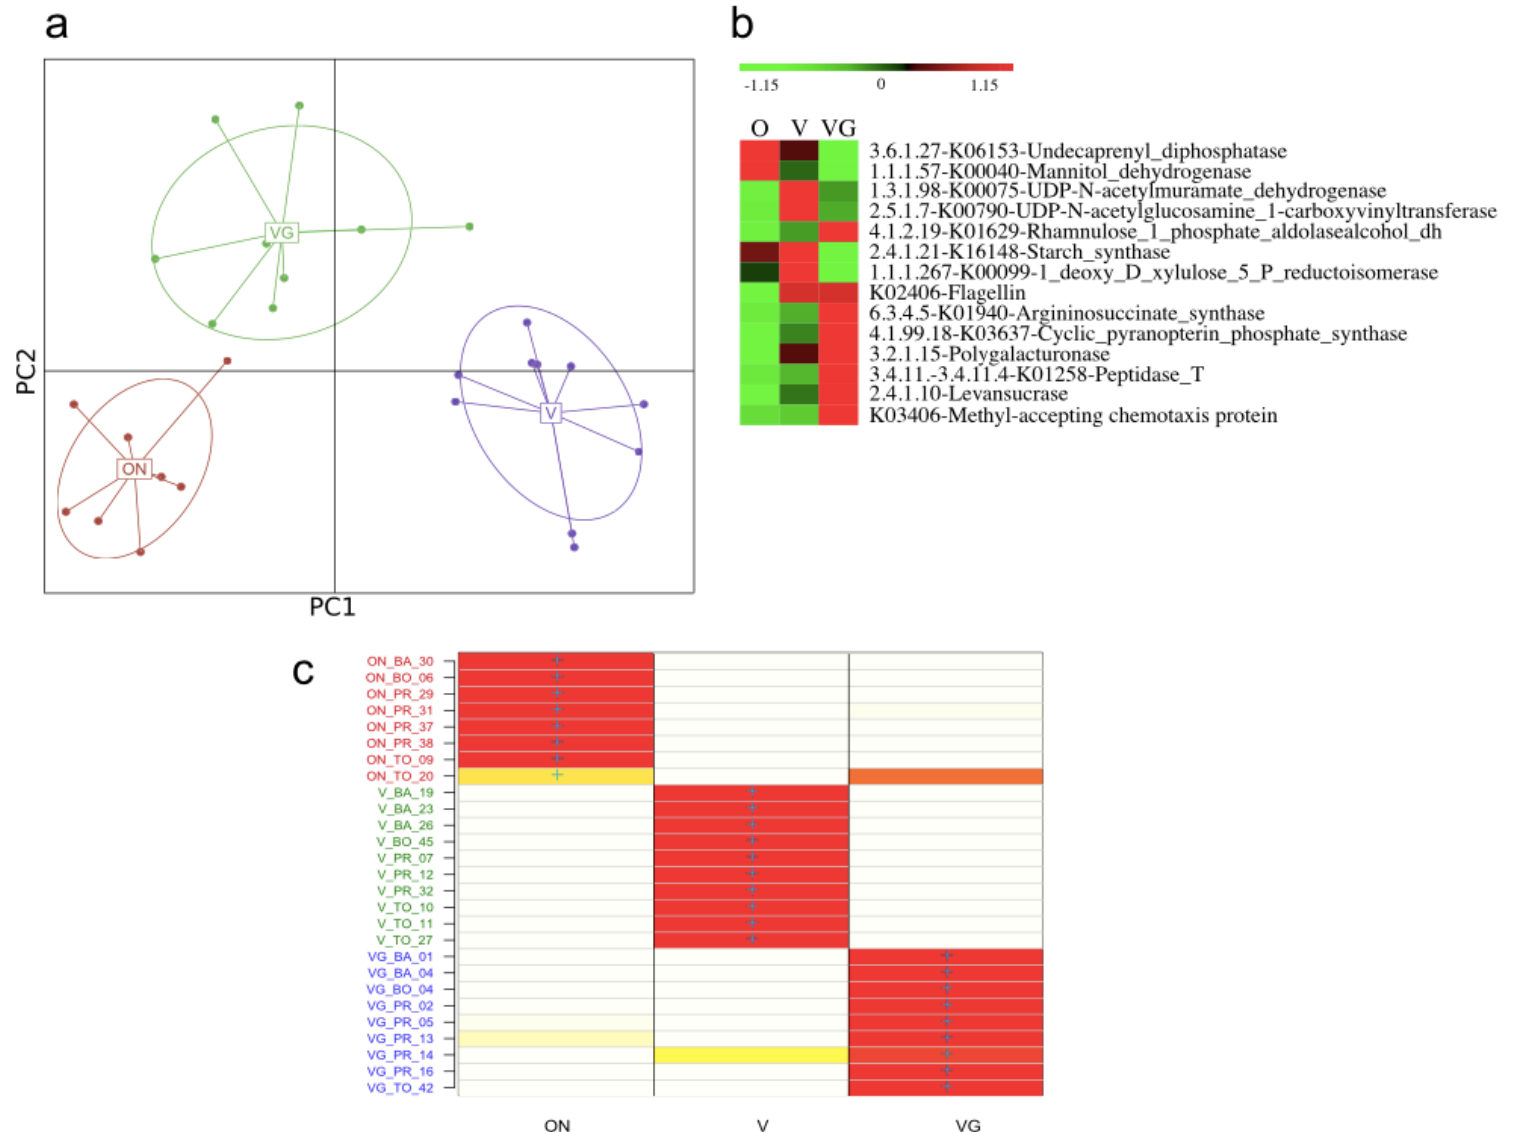 a
VG
V
ON
PC2
PC1
b
-1.15 0 1.15
O V VG
3.6.1.27-K06153-Undecaprenyl_diphosphatase
1.1.1.57-K00040-Mannitol_dehydrogenase
1.3.1.98-K00075-UDP-N-acetylmuramate_dehydrogenase
2.5.1.7-K00790-UDP-N-acetylglucosamine_1-carboxyvinyltransferase
4.1.2.19-K01629-Rhamnulose_1_phosphate_aldolasealcohol_dh
2.4.1.21-K16148-Starch_synthase
1.1.1.267-K00099-1_deoxy_D_xylulose_5_P_reductoisomerase
K02406-Flagellin
6.3.4.5-K01940-Argininosuccinate_synthase
4.1.99.18-K03637-Cyclic_pyranopterin_phosphate_synthase
3.2.1.15-Polygalacturonase
3.4.11.-3.4.11.4-K01258-Peptidase_T
2.4.1.10-Levansucrase
K03406-Methyl-accepting chemotaxis protein
c
ON_BA_30
ON_BO_06
ON_PR_29
ON_PR_31
ON_PR_37
ON_PR_38
ON_TO_09
ON_TO_20
V_BA_19
V_BA_23
V_BA_26
V_BO_45
V_PR_07
V_PR_12
V_PR_32
V_TO_10
V_TO_11
V_TO_27
VG_BA_01
VG_BA_04
VG_BO_04
VG_PR_02
VG_PR_05
VG_PR_13
VG_PR_14
VG_PR_16
VG_TO_42
ON V VG